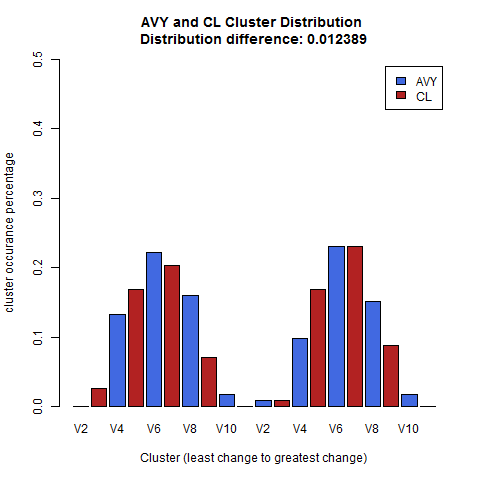 AVY and CL Cluster Distribution
Distribution difference: 0.012389
AVY
CL
cluster occurance percentage
0.5
0.4
0.3
0.2
0.1
0.0
V2 V4 V6 V8 V10 V2 V4 V6 V8 V10
Cluster (least change to greatest change)